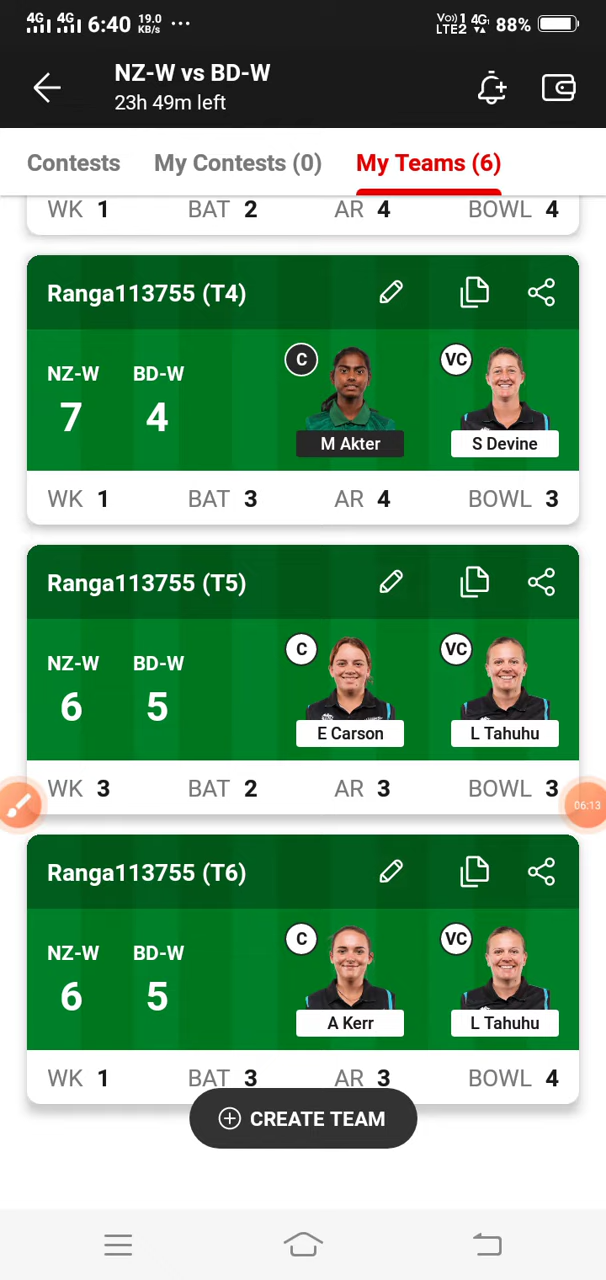 4G 4G 6:40 19.0 KB/s ... Vo)) 1 LTE2 4G 88%
NZ-W vs BD-W
23h 49m left
Contests My Contests (0) My Teams (6)
WK 1 BAT 2 AR 4 BOWL 4
Ranga113755 (T4)
C VC
NZ-W BD-W
7 4
M Akter S Devine
WK 1 BAT 3 AR 4 BOWL 3
Ranga113755 (T5)
C VC
NZ-W BD-W
6 5
E Carson L Tahuhu
WK 3 BAT 2 AR 3 BOWL 3
06:13
Ranga113755 (T6)
C VC
NZ-W BD-W
6 5
A Kerr L Tahuhu
WK 1 BAT 3 AR 3 BOWL 4
CREATE TEAM